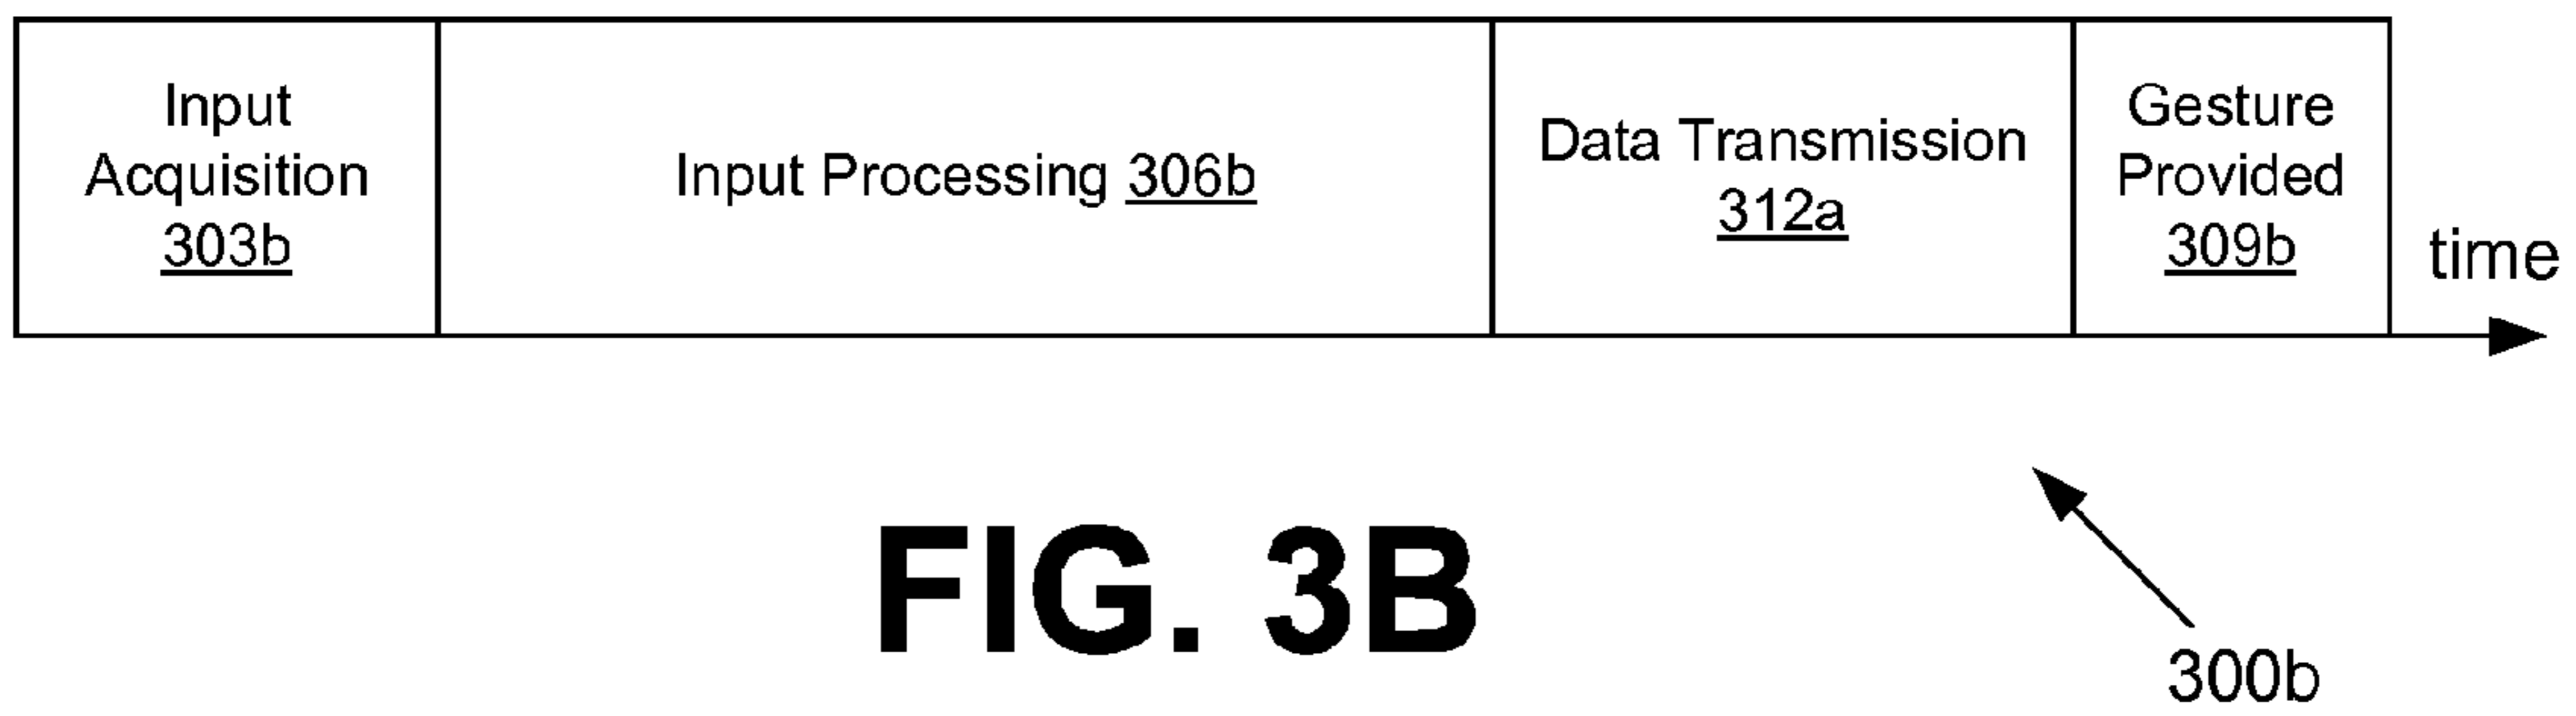 Input
Acquisition
303b
Input Processing 306b
Data Transmission
312a
Gesture
Provided
309b
time
FIG. 3B
300b